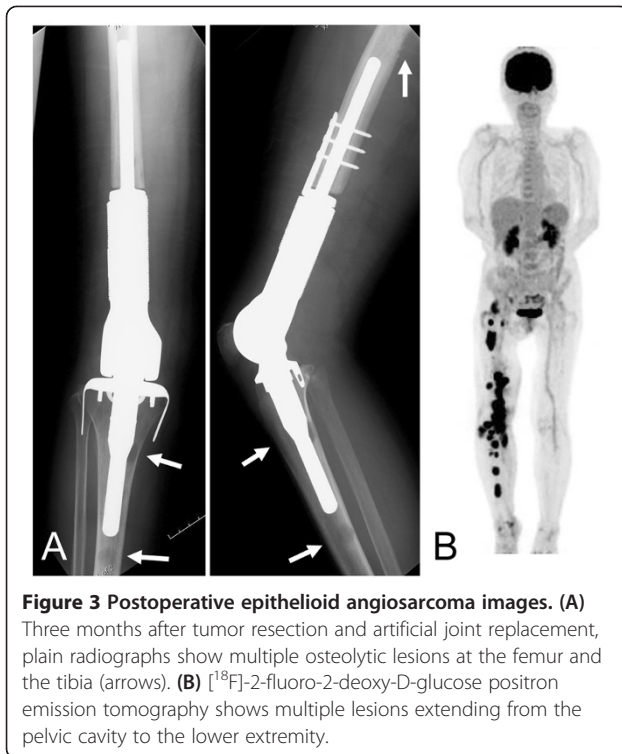 A
B
Figure 3 Postoperative epithelioid angiosarcoma images. (A)
Three months after tumor resection and artificial joint replacement,
plain radiographs show multiple osteolytic lesions at the femur and
the tibia (arrows). (B) [¹⁸F]-2-fluoro-2-deoxy-D-glucose positron
emission tomography shows multiple lesions extending from the
pelvic cavity to the lower extremity.